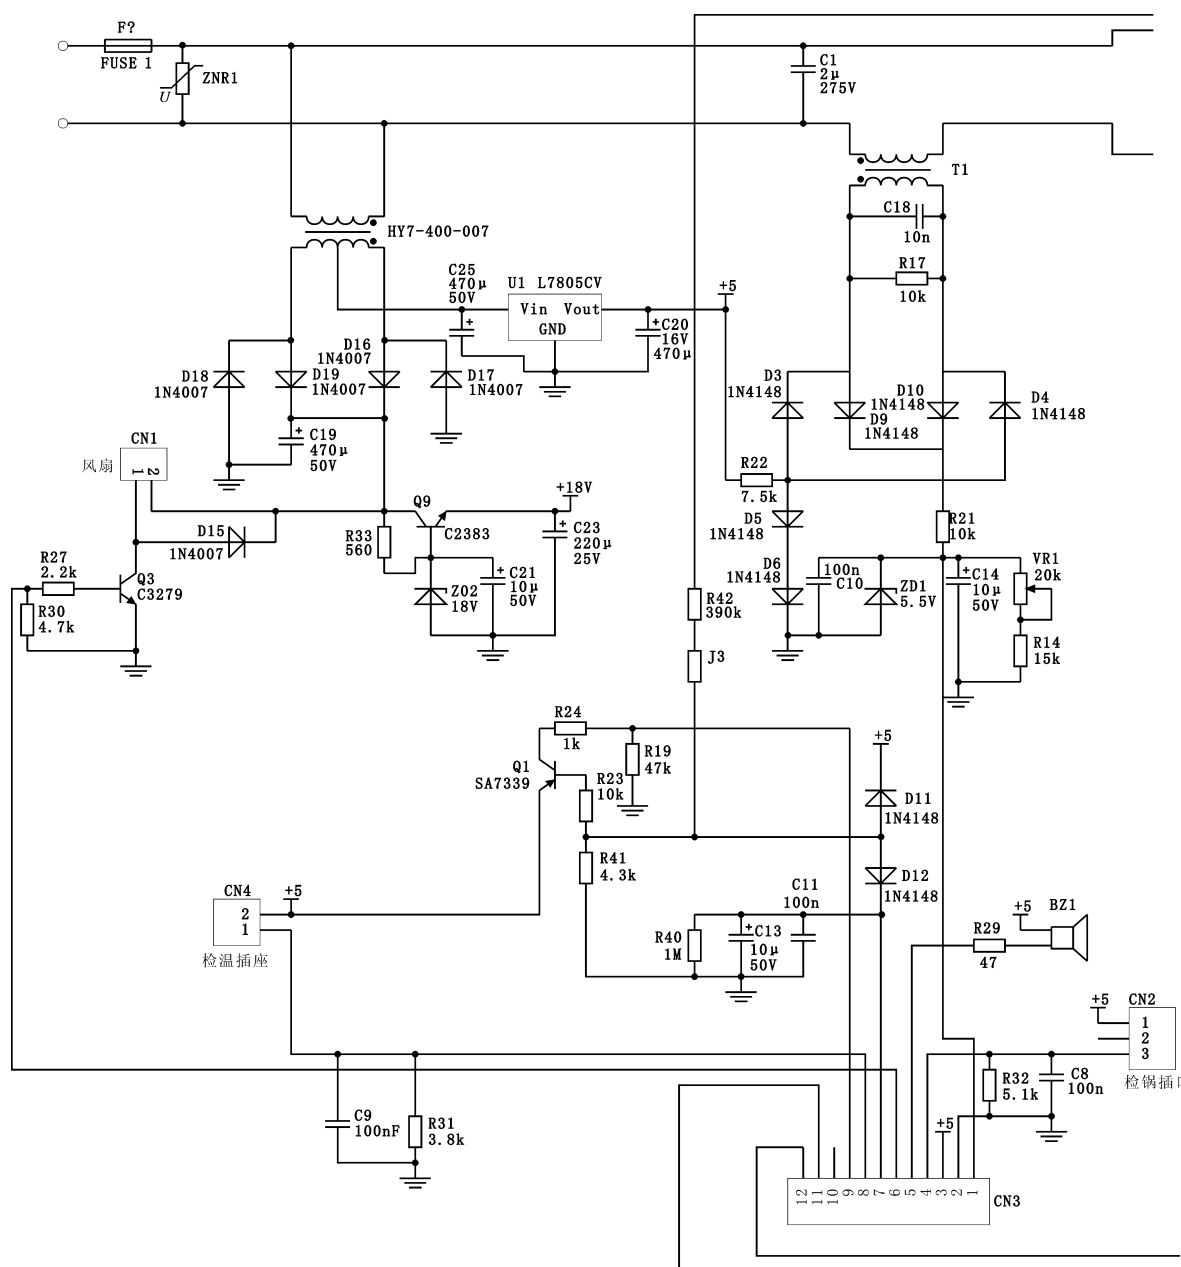 F?
FUSE 1
ZNR1
U
C1
2μ
275V
T1
HY7-400-007
C18
10n
R17
10k
C25
470μ
50V
U1 L7805CV
Vin Vout
GND
+5
C20
16V
470μ
D16
1N4007
D18
1N4007
D19
1N4007
D17
1N4007
D3
1N4148
D10
1N4148
D9
1N4148
D4
1N4148
C19
470μ
50V
CN1
风扇
1 2
R22
7.5k
+18V
Q9
C2383
D15
1N4007
R33
560
C23
220μ
25V
D5
1N4148
R21
10k
R27
2.2k
Q3
C3279
R30
4.7k
Z02
18V
C21
10μ
50V
D6
1N4148
100n
C10
ZD1
5.5V
C14
10μ
50V
VR1
20k
R42
390k
J3
R14
15k
R24
1k
Q1
SA7339
R19
47k
R23
10k
+5
D11
1N4148
R41
4.3k
D12
1N4148
CN4
2
1
+5
检温插座
C11
100n
R40
1M
C13
10μ
50V
+5
BZ1
R29
47
+5
CN2
1
2
3
检锅插
R32
5.1k
C8
100n
C9
100nF
R31
3.8k
+5
12 11 10 9 8 7 6 5 4 3 2 1
CN3